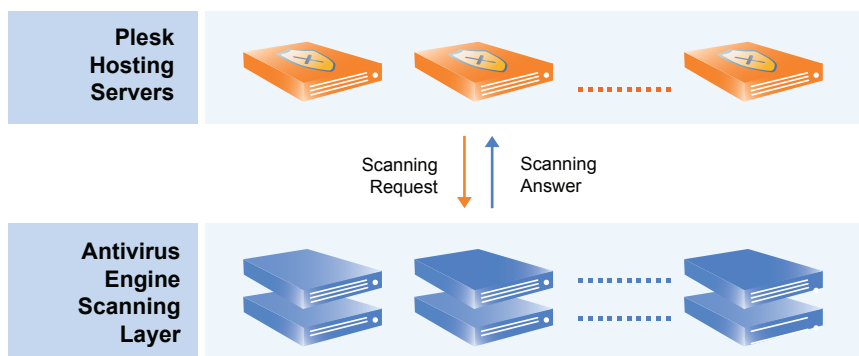 Plesk
Hosting
Servers
Scanning
Request
Scanning
Answer
Antivirus
Engine
Scanning
Layer